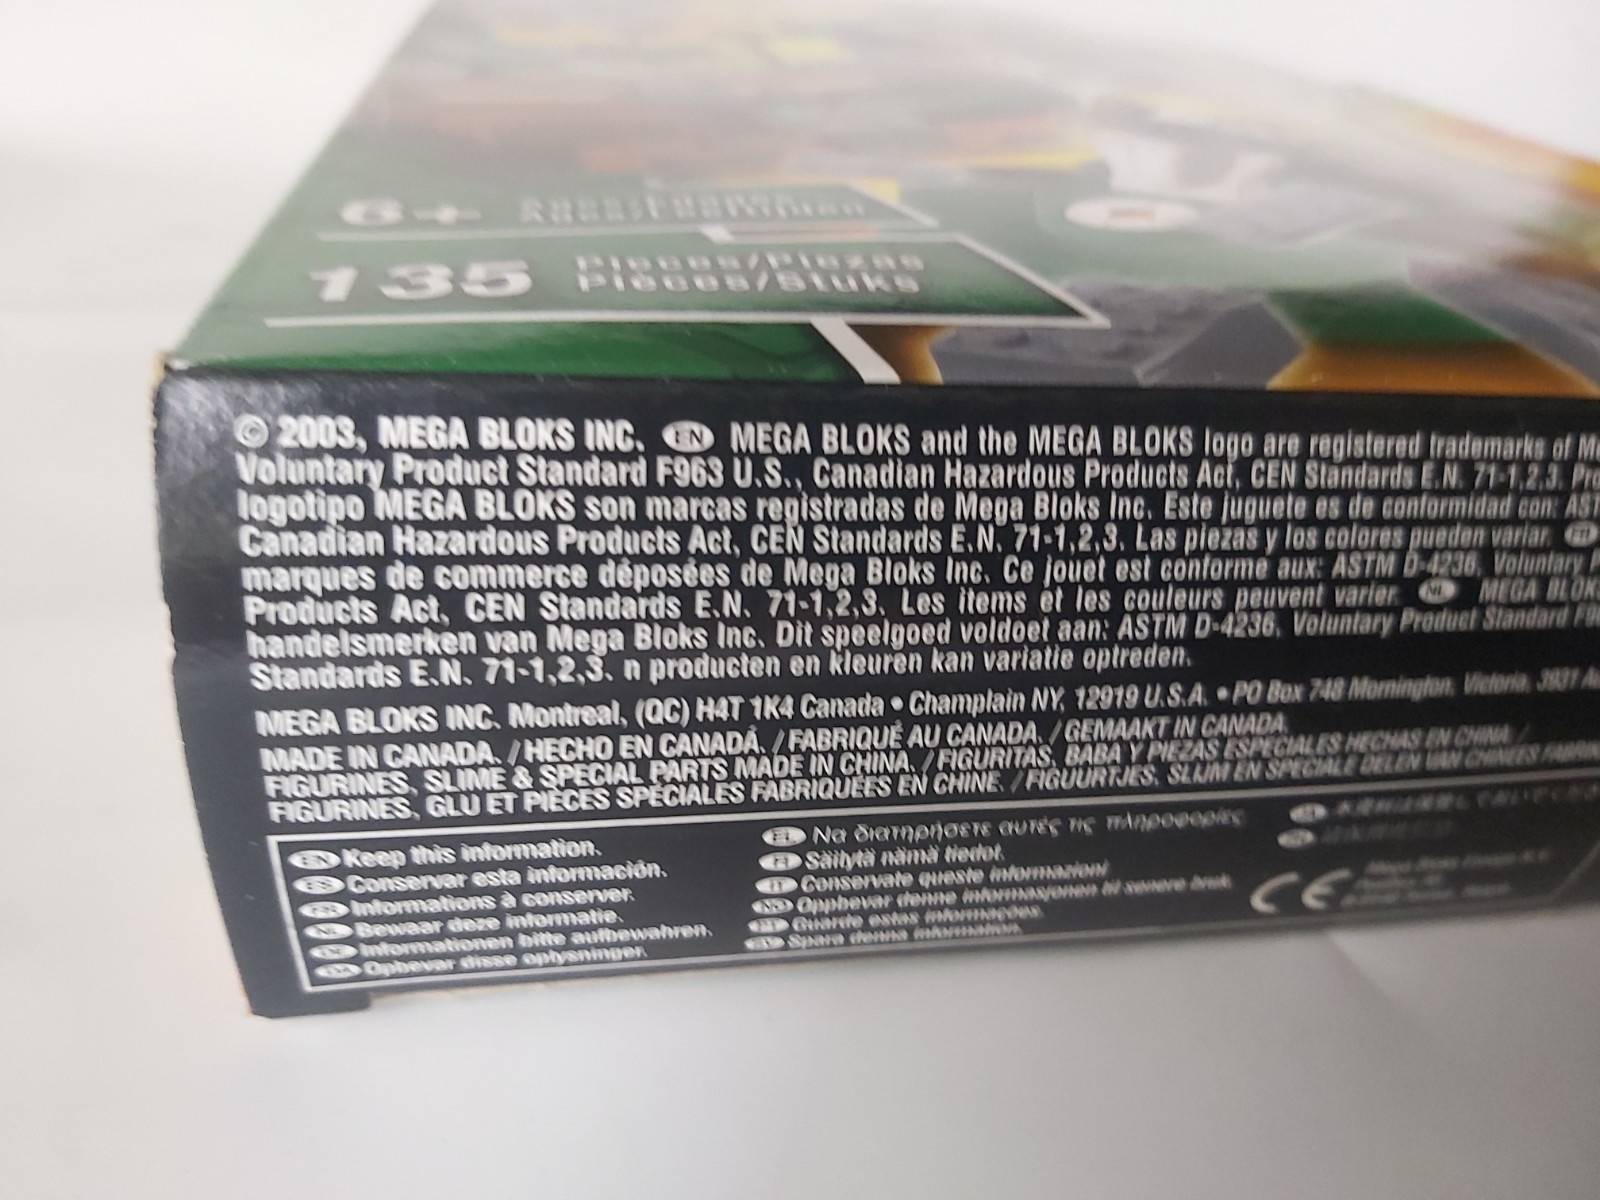 6+
135 Pieces/Piezas
Pieces/Stuks
© 2003, MEGA BLOKS INC. EN MEGA BLOKS and the MEGA BLOKS logo are registered trademarks of
Voluntary Product Standard F963 U.S., Canadian Hazardous Products Act, CEN Standards E.N. 71-1,2,3.
logotipo MEGA BLOKS son marcas registradas de Mega Bloks Inc. Este juguete es de conformidad con:
Canadian Hazardous Products Act, CEN Standards E.N. 71-1,2,3. Las piezas y los colores pueden variar.
marques de commerce déposées de Mega Bloks Inc. Ce jouet est conforme aux: ASTM D-4236, Voluntary
Products Act, CEN Standards E.N. 71-1,2,3. Les items et les couleurs peuvent varier. NL MEGA BLOKS
handelsmerken van Mega Bloks Inc. Dit speelgoed voldoet aan: ASTM D-4236, Voluntary Product Standard
Standards E.N. 71-1,2,3. n producten en kleuren kan variatie optreden.
MEGA BLOKS INC. Montreal, (QC) H4T 1K4 Canada • Champlain NY, 12919 U.S.A. • PO Box 748 Mornington, Victoria, 3931
MADE IN CANADA. / HECHO EN CANADÁ. / FABRIQUÉ AU CANADA. / GEMAAKT IN CANADA.
FIGURINES, SLIME & SPECIAL PARTS MADE IN CHINA. / FIGURITAS, BABA Y PIEZAS ESPECIALES HECHAS EN CHINA. /
FIGURINES, GLU ET PIÈCES SPÉCIALES FABRIQUÉES EN CHINE. / FIGUURTJES, SLIJM EN SPECIALE DELEN VAN CHINEES
EN Keep this information.
ES Conservar esta información.
FR Informations à conserver.
NL Bewaar deze informatie.
Informationen bitte aufbewahren.
DA Opbevar disse oplysninger.
EL Να διατηρήσετε αυτές τις πληροφορίες.
FI Säilytä nämä tiedot.
IT Conservate queste informazioni
NO Oppbevar denne informasjonen til senere bruk.
PT Guarde estas informações.
SV Spara denna information.
CE